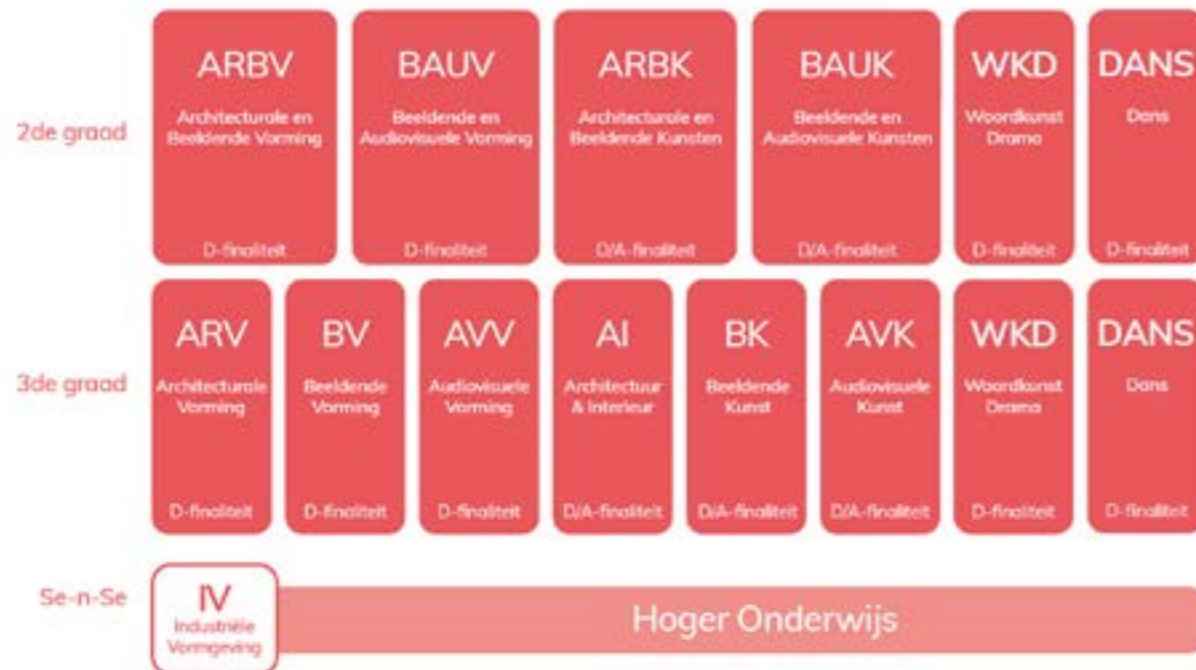 2de graad
ARBV
Architecturale en
Beeldende Vorming
D-finaliteit
BAUV
Beeldende en
Audiovisuele Vorming
D-finaliteit
ARBK
Architecturale en
Beeldende Kunsten
D/A-finaliteit
BAUK
Beeldende en
Audiovisuele Kunsten
D/A-finaliteit
WKD
Woordkunst
Drama
D-finaliteit
DANS
Dans
D-finaliteit
3de graad
ARV
Architecturale
Vorming
D-finaliteit
BV
Beeldende
Vorming
D-finaliteit
AVV
Audiovisuele
Vorming
D-finaliteit
AI
Architectuur
& Interieur
D/A-finaliteit
BK
Beeldende
Kunst
D/A-finaliteit
AVK
Audiovisuele
Kunst
D/A-finaliteit
WKD
Woordkunst
Drama
D-finaliteit
DANS
Dans
D-finaliteit
Se-n-Se
IV
Industriële
Vormgeving
Hoger Onderwijs